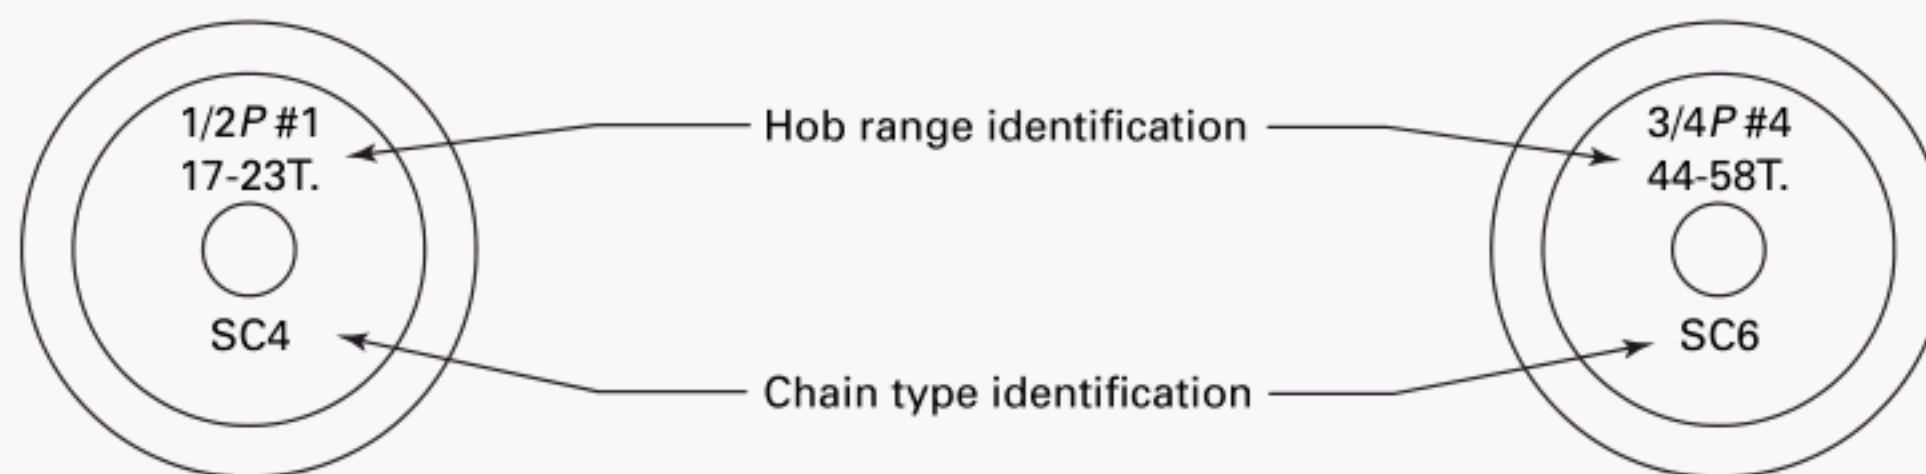 1/2P #1
17-23T.
SC4
Hob range identification
Chain type identification
3/4P #4
44-58T.
SC6